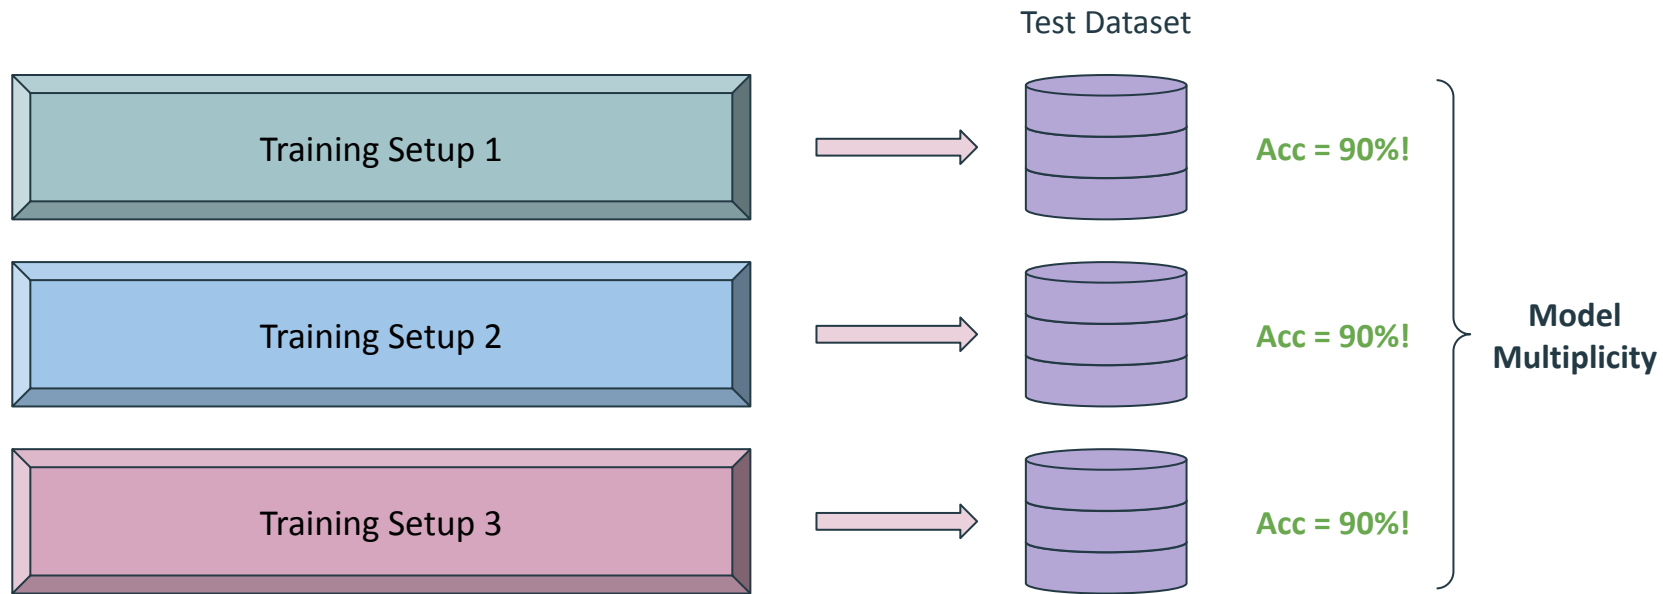 Test Dataset
Training Setup 1
Acc = 90%!
Training Setup 2
Acc = 90%!
Model
Multiplicity
Training Setup 3
Acc = 90%!